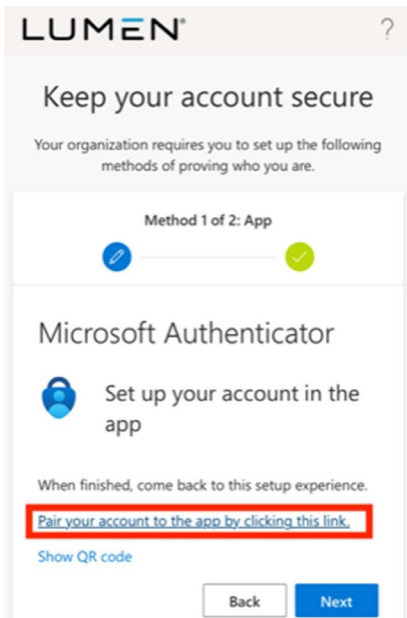 LUMEN®
?
Keep your account secure
Your organization requires you to set up the following
methods of proving who you are.
Method 1 of 2: App
Microsoft Authenticator
Set up your account in the
app
When finished, come back to this setup experience.
Pair your account to the app by clicking this link.
Show QR code
Back Next